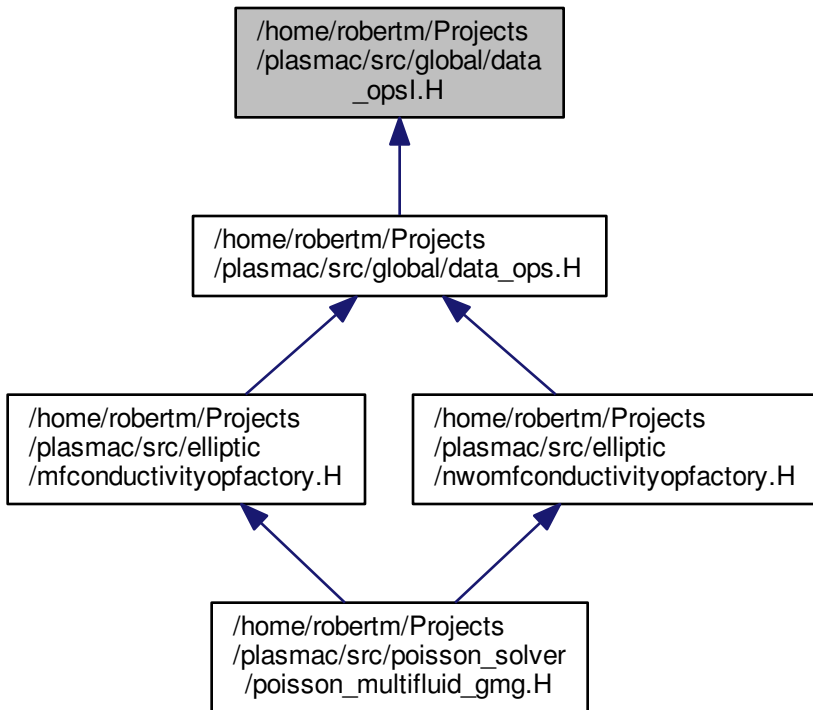 /home/robertm/Projects
/plasmac/src/global/data
_opsI.H
/home/robertm/Projects
/plasmac/src/global/data_ops.H
/home/robertm/Projects
/plasmac/src/elliptic
/mfconductivityopfactory.H
/home/robertm/Projects
/plasmac/src/elliptic
/nwomfconductivityopfactory.H
/home/robertm/Projects
/plasmac/src/poisson_solver
/poisson_multifluid_gmg.H